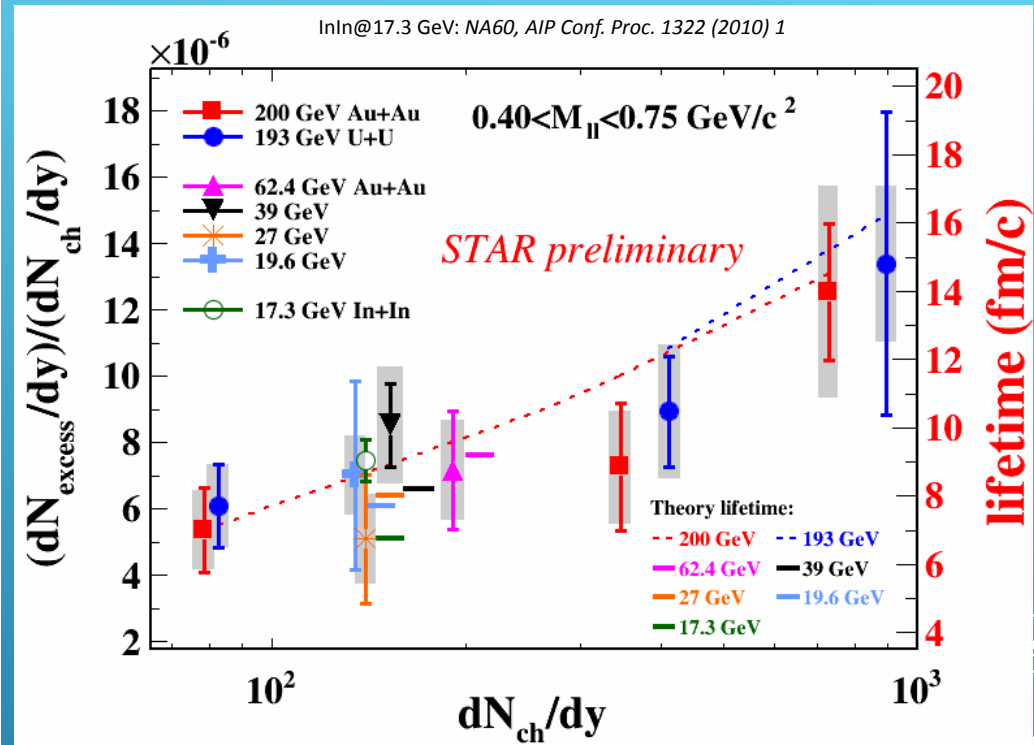 InIn@17.3 GeV: NA60, AIP Conf. Proc. 1322 (2010) 1
×10⁻⁶
(dN_excess/dy)/(dN_ch/dy)
18
16
14
12
10
8
6
4
2
200 GeV Au+Au
193 GeV U+U
62.4 GeV Au+Au
39 GeV
27 GeV
19.6 GeV
17.3 GeV In+In
0.40<M_ll<0.75 GeV/c²
STAR preliminary
Theory lifetime:
200 GeV 193 GeV
62.4 GeV 39 GeV
27 GeV 19.6 GeV
17.3 GeV
20
18
16
14
12
10
8
6
4
lifetime (fm/c)
10² 10³
dN_ch/dy